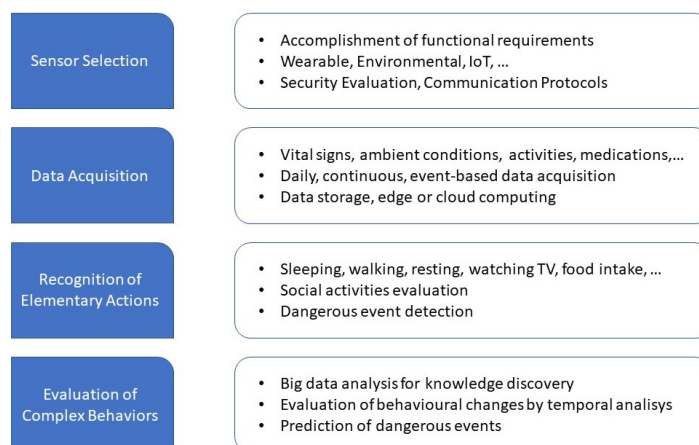 Sensor Selection
• Accomplishment of functional requirements
• Wearable, Environmental, IoT, ...
• Security Evaluation, Communication Protocols
Data Acquisition
• Vital signs, ambient conditions, activities, medications,...
• Daily, continuous, event-based data acquisition
• Data storage, edge or cloud computing
Recognition of
Elementary Actions
• Sleeping, walking, resting, watching TV, food intake, ...
• Social activities evaluation
• Dangerous event detection
Evaluation of
Complex Behaviors
• Big data analysis for knowledge discovery
• Evaluation of behavioural changes by temporal analisys
• Prediction of dangerous events